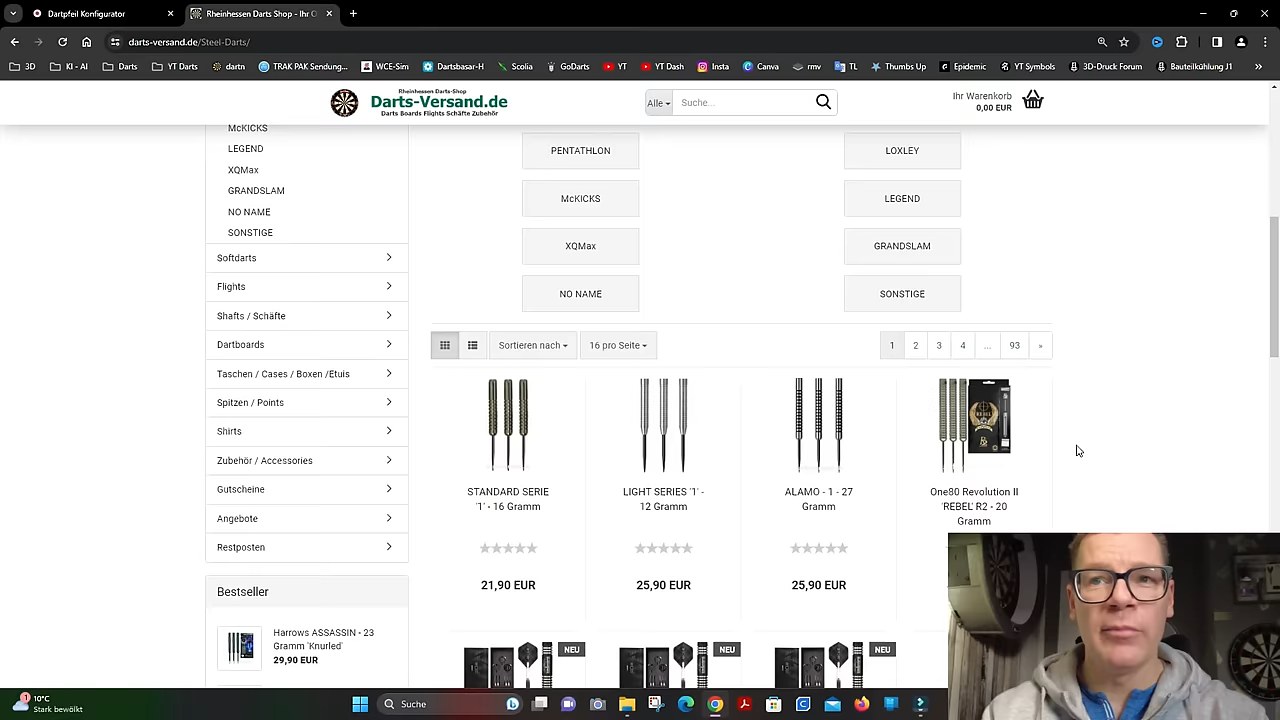 Dartpfeil Konfigurator
Rheinhessen Darts Shop - Ihr O
darts-versand.de/Steel-Darts/
3D
KI - AI
Darts
YT Darts
dartn
TRAK PAK Sendung...
WCE-Sim
Dartsbasar-H
Scolia
GoDarts
YT
YT Dash
Insta
Canva
rmv
TL
Thumbs Up
Epidemic
YT Symbols
3D-Druck Forum
Bauteilkühlung J1
Rheinhessen Darts-Shop
Darts-Versand.de
Darts Boards Flights Schäfte Zubehör
Alle
Suche...
Ihr Warenkorb
0,00 EUR
McKICKS
LEGEND
XQMax
GRANDSLAM
NO NAME
SONSTIGE
Softdarts
Flights
Shafts / Schäfte
Dartboards
Taschen / Cases / Boxen /Etuis
Spitzen / Points
Shirts
Zubehör / Accessories
Gutscheine
Angebote
Restposten
Bestseller
Harrows ASSASSIN - 23
Gramm 'Knurled'
29,90 EUR
PENTATHLON
LOXLEY
McKICKS
LEGEND
XQMax
GRANDSLAM
NO NAME
SONSTIGE
Sortieren nach
16 pro Seite
1 2 3 4 ... 93 »
STANDARD SERIE
'1' - 16 Gramm
21,90 EUR
LIGHT SERIES '1' -
12 Gramm
25,90 EUR
ALAMO - 1 - 27
Gramm
25,90 EUR
REBEL
R2
One80 Revolution II
'REBEL' R2 - 20
Gramm
NEU
NEU
NEU
1
10°C
Stark bewölkt
Suche